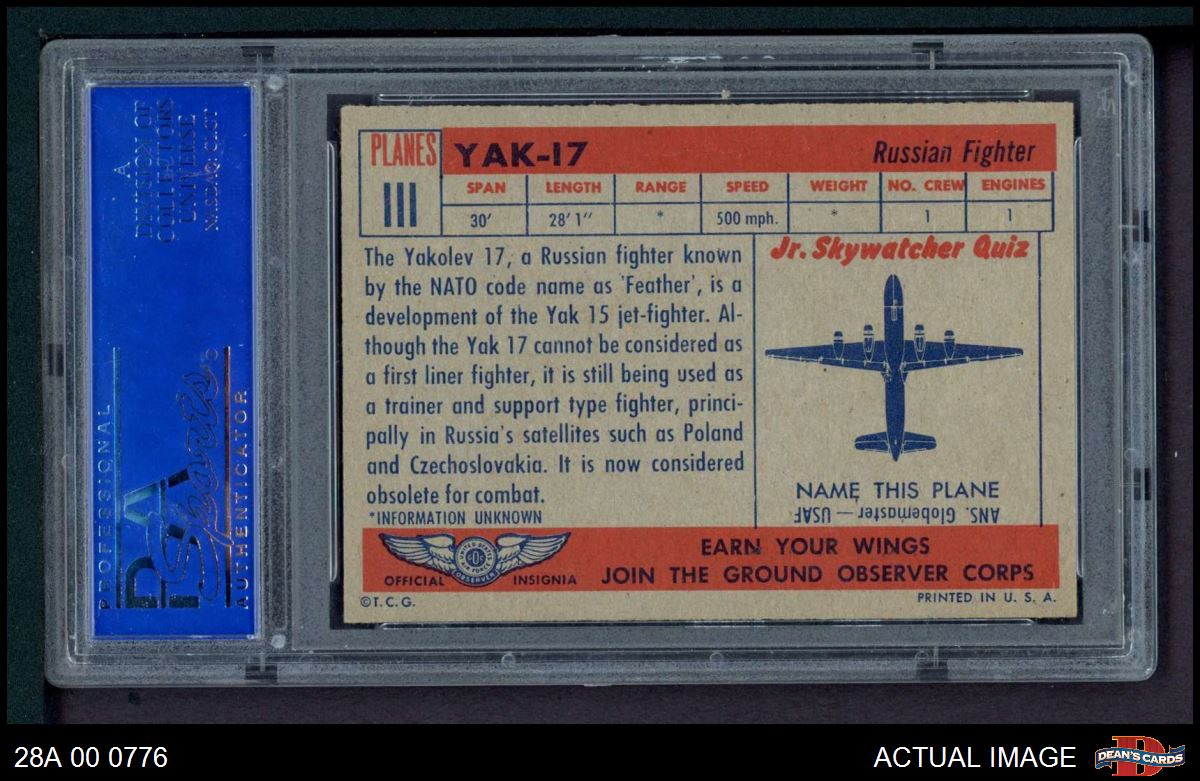 A
DIVISION OF
COLLECTORS
UNIVERSE
NASDAQ: CLCT
PROFESSIONAL
PSA
Sports
AUTHENTICATOR
PLANES
III
YAK-17
Russian Fighter
SPAN LENGTH RANGE SPEED WEIGHT NO. CREW ENGINES
30' 28' 1'' * 500 mph. * 1 1
The Yakolev 17, a Russian fighter known
by the NATO code name as 'Feather', is a
development of the Yak 15 jet-fighter. Al-
though the Yak 17 cannot be considered as
a first liner fighter, it is still being used as
a trainer and support type fighter, princi-
pally in Russia's satellites such as Poland
and Czechoslovakia. It is now considered
obsolete for combat.
*INFORMATION UNKNOWN
Jr. Skywatcher Quiz
NAME THIS PLANE
ANS. Globemaster — USAF
OFFICIAL INSIGNIA
OBSERVER
EARN YOUR WINGS
JOIN THE GROUND OBSERVER CORPS
©T.C.G.
PRINTED IN U. S. A.
28A 00 0776
ACTUAL IMAGE
D
DEAN'S CARDS